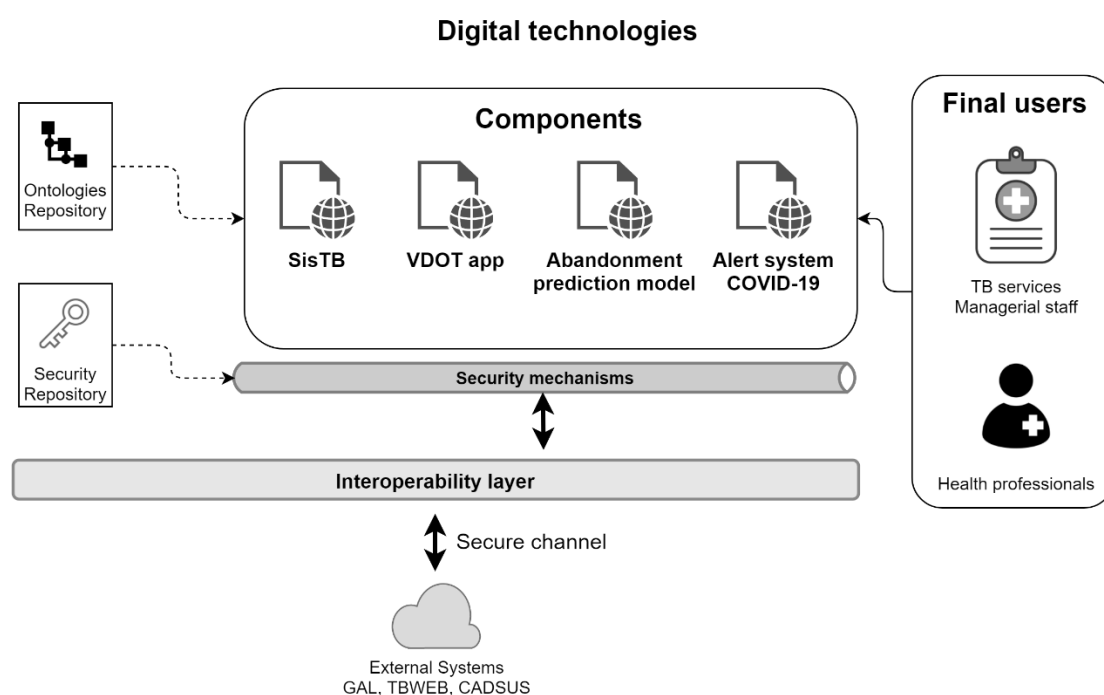 Digital technologies
Ontologies
Repository
Security
Repository
Components
SisTB
VDOT app
Abandonment
prediction model
Alert system
COVID-19
Security mechanisms
Interoperability layer
Secure channel
External Systems
GAL, TBWEB, CADSUS
Final users
TB services
Managerial staff
Health professionals